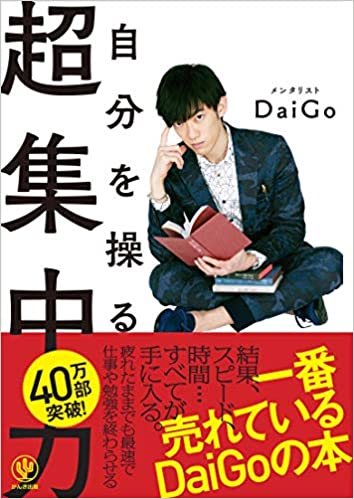 自分を操る
超集中力
メンタリスト
DaiGo
結果、
スピード、
時間…
すべてが
手に入る。
疲れたままでも最速で
仕事や勉強を終わらせる
40万部
突破!
一番
売れている
DaiGoの本
かんき出版